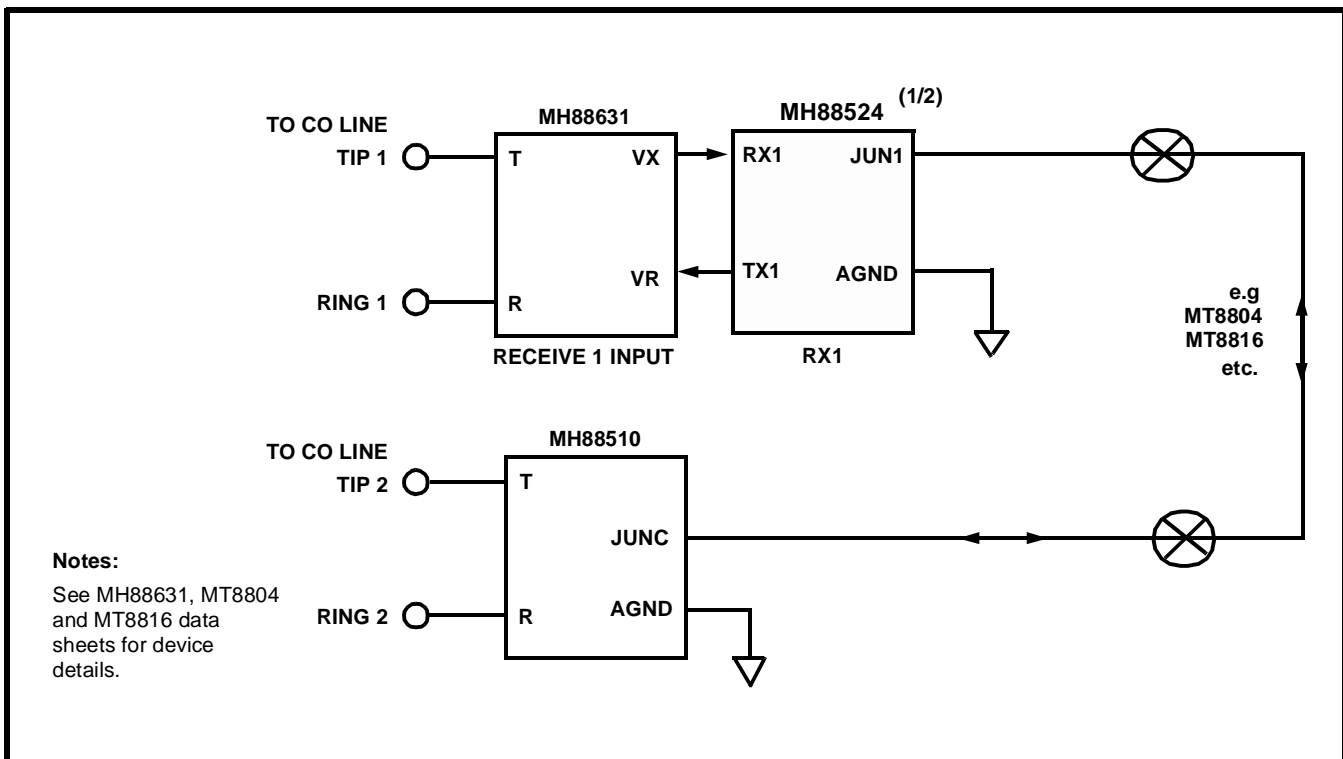 TO CO LINE
TIP 1
RING 1
MH88631
T
VX
VR
R
RECEIVE 1 INPUT
MH88524 (1/2)
RX1
JUN1
TX1
AGND
RX1
e.g
MT8804
MT8816
etc.
TO CO LINE
TIP 2
RING 2
MH88510
T
JUNC
AGND
R
Notes:
See MH88631, MT8804
and MT8816 data
sheets for device
details.